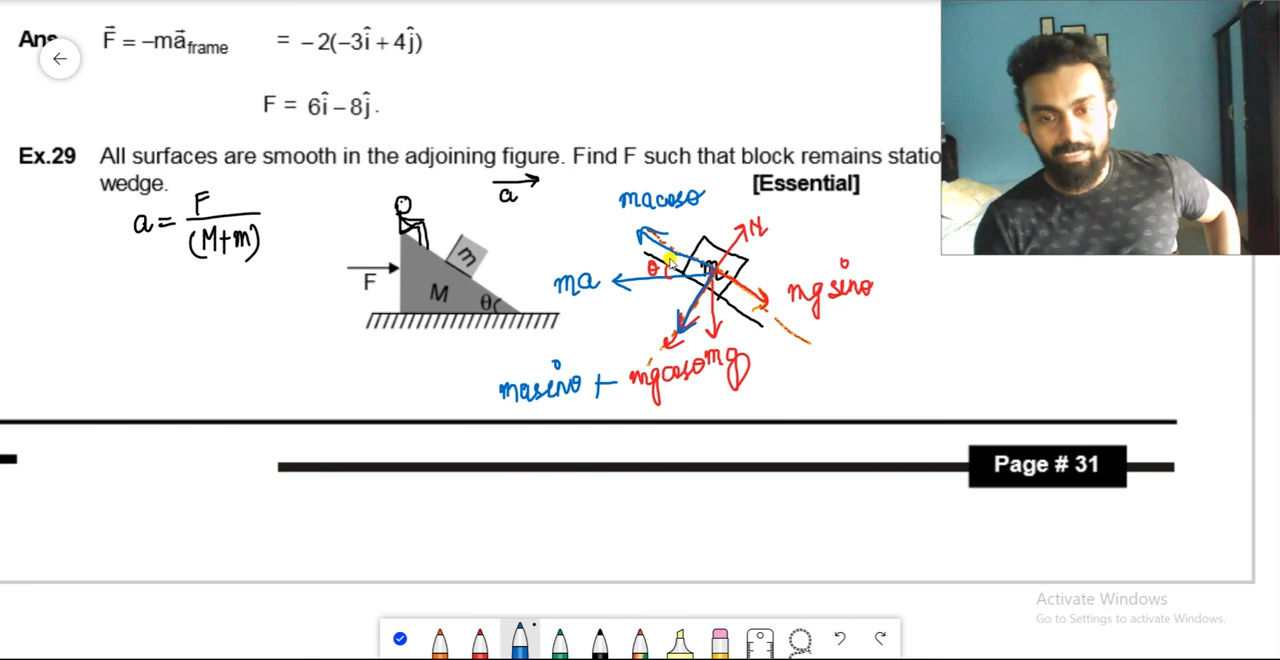 Ans F⃗ = –ma⃗frame = – 2(–3î + 4ĵ)
F = 6î – 8ĵ.
Ex.29 All surfaces are smooth in the adjoining figure. Find F such that block remains statio
wedge. [Essential]
a = F / (M+m)
a
macosθ
N
m
F
M
θ
ma
θ
m
mgsinθ
masinθ + mgcosθ mg
Page # 31
Activate Windows
Go to Settings to activate Windows.